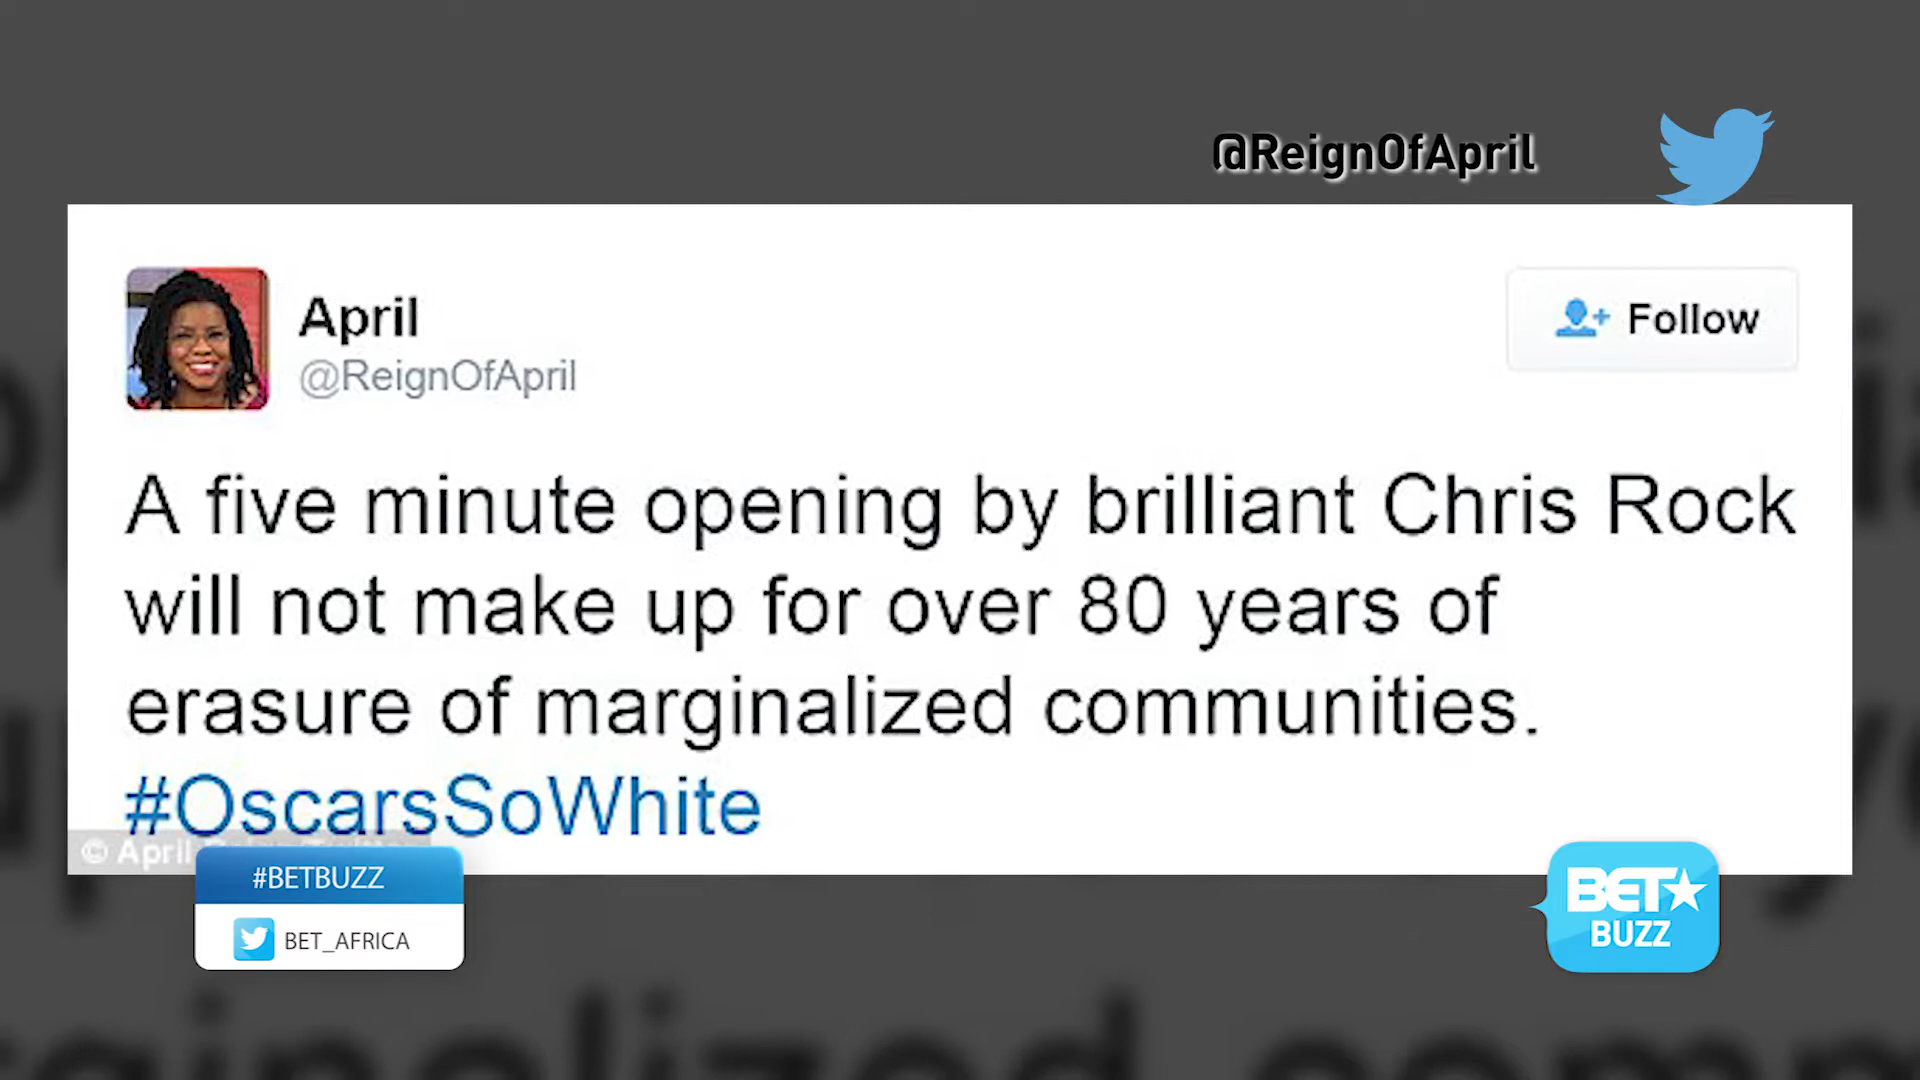 @ReignOfApril
April
Follow
@ReignOfApril
A five minute opening by brilliant Chris Rock
will not make up for over 80 years of
erasure of marginalized communities.
#OscarsSoWhite
© April
#BETBUZZ
BET_AFRICA
BET
BUZZ